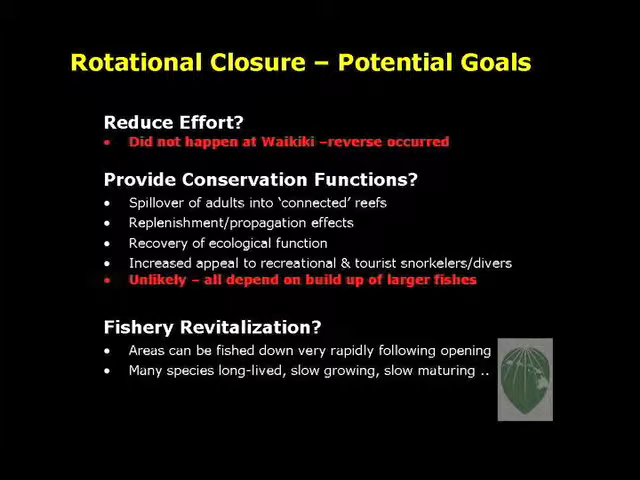 Rotational Closure – Potential Goals
Reduce Effort?
• Did not happen at Waikiki –reverse occurred
Provide Conservation Functions?
• Spillover of adults into ‘connected’ reefs
• Replenishment/propagation effects
• Recovery of ecological function
• Increased appeal to recreational & tourist snorkelers/divers
• Unlikely – all depend on build up of larger fishes
Fishery Revitalization?
• Areas can be fished down very rapidly following opening
• Many species long-lived, slow growing, slow maturing ..